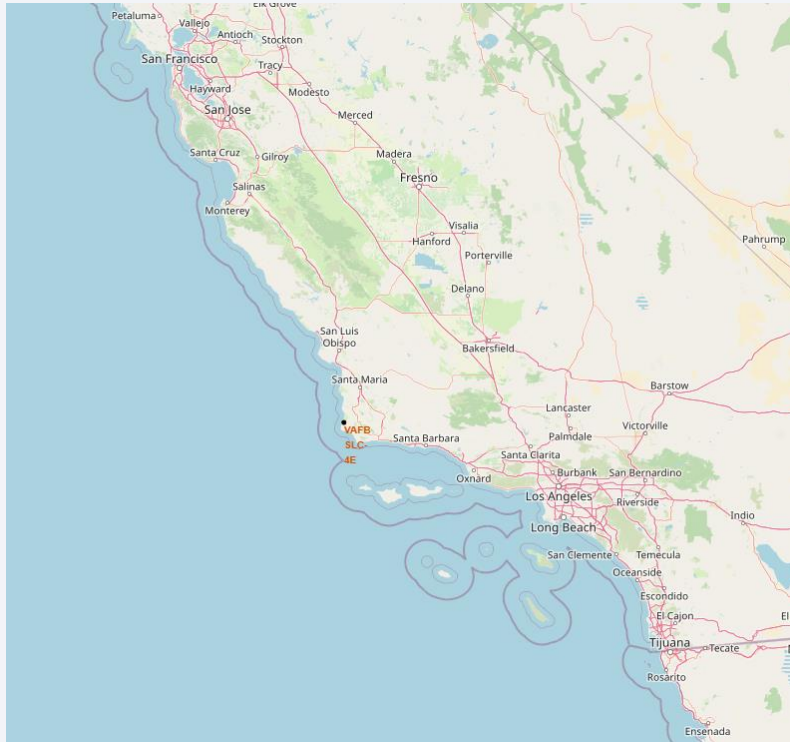 Elk Grove
Petaluma
Vallejo
Antioch
Stockton
San Francisco
Tracy
Hayward
Modesto
San Jose
Merced
Santa Cruz
Gilroy
Madera
Fresno
Salinas
Monterey
Visalia
Hanford
Pahrump
Porterville
Delano
San Luis
Obispo
Bakersfield
Santa Maria
Barstow
Lancaster
VAFB
SLC-
4E
Santa Barbara
Palmdale
Victorville
Santa Clarita
Oxnard
Burbank
San Bernardino
Los Angeles
Riverside
Indio
Long Beach
San Clemente
Temecula
Oceanside
Escondido
El Cajon
El
Tijuana
Tecate
Rosarito
Ensenada